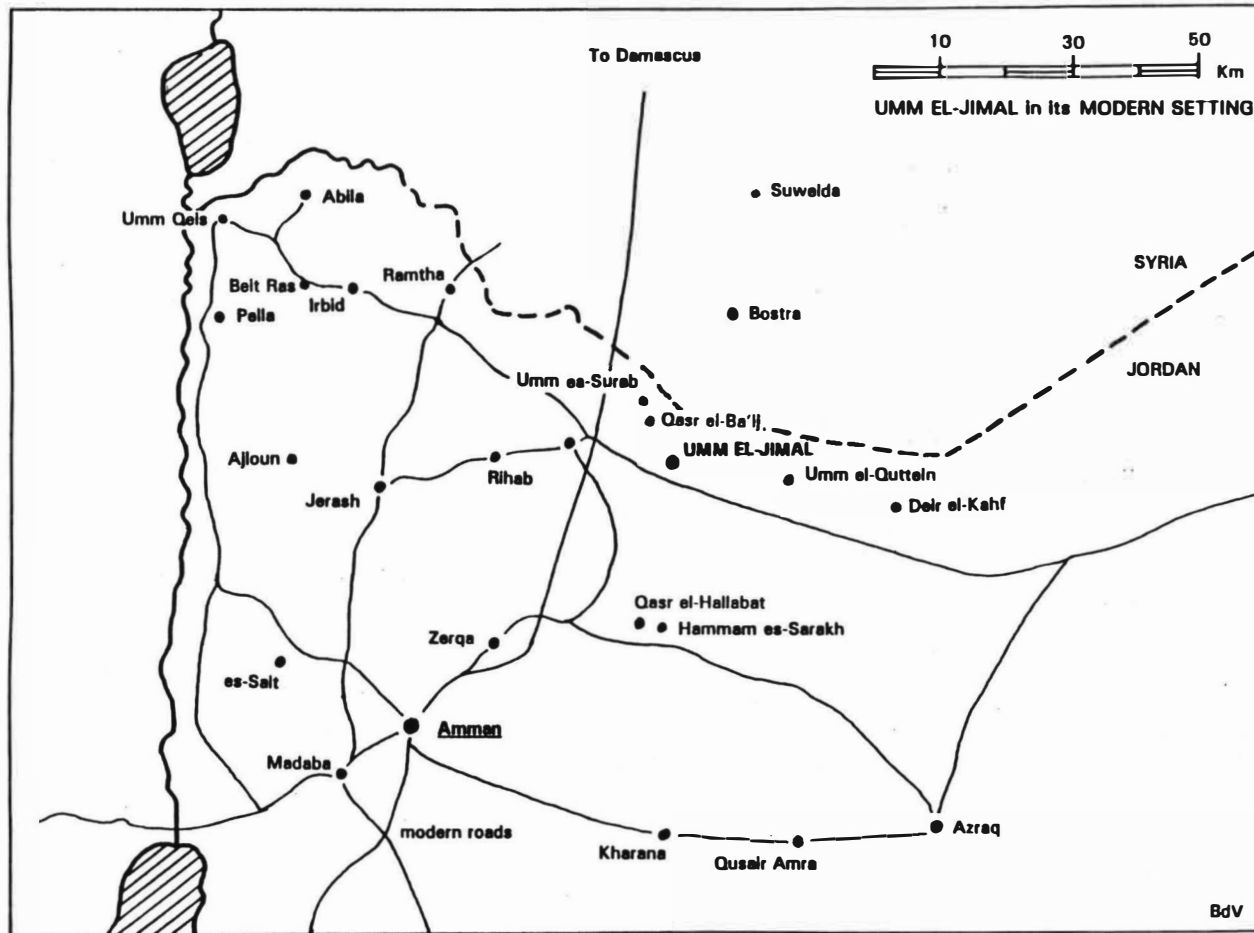 To Damascus
10 30 50
Km
UMM EL-JIMAL in its MODERN SETTING
Abila
Suweida
Umm Qeis
Ramtha
SYRIA
Beit Ras
Irbid
Pella
Bostra
JORDAN
Umm es-Surab
Qasr el-Ba'ij
UMM EL-JIMAL
Ajloun
Rihab
Umm el-Quttein
Jerash
Deir el-Kahf
Qasr el-Hallabat
Hammam es-Sarakh
Zerqa
es-Salt
Amman
Madaba
modern roads
Azraq
Kharana
Qusair Amra
BdV